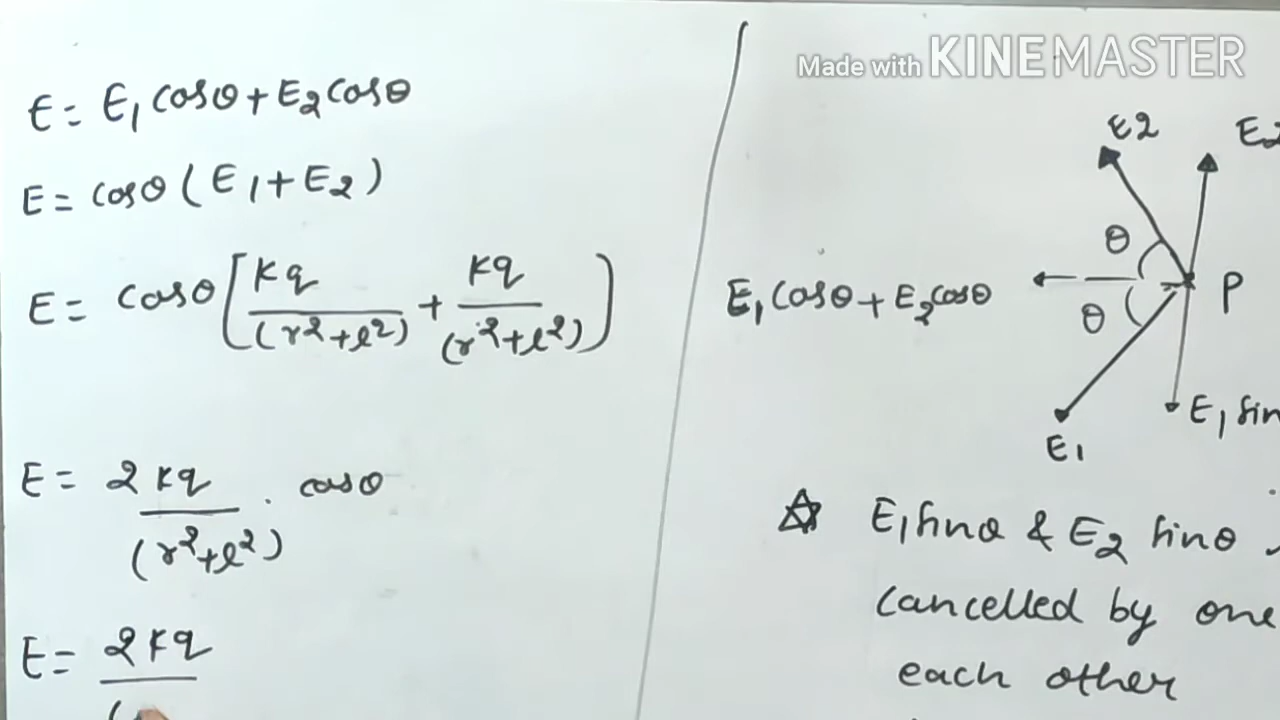 Made with KINEMASTER
E = E₁ cosθ + E₂ cosθ
E = cosθ ( E₁ + E₂ )
E = cosθ [ Kq / (r²+l²) + Kq / (r²+l²) ]
E = 2Kq / (r²+l²) . cosθ
E = 2Kq / (
E2
E2
θ
E₁ cosθ + E₂ cosθ
P
θ
E₁ sin
E₁
☆ E₁ sinθ & E₂ sinθ
cancelled by one
each other